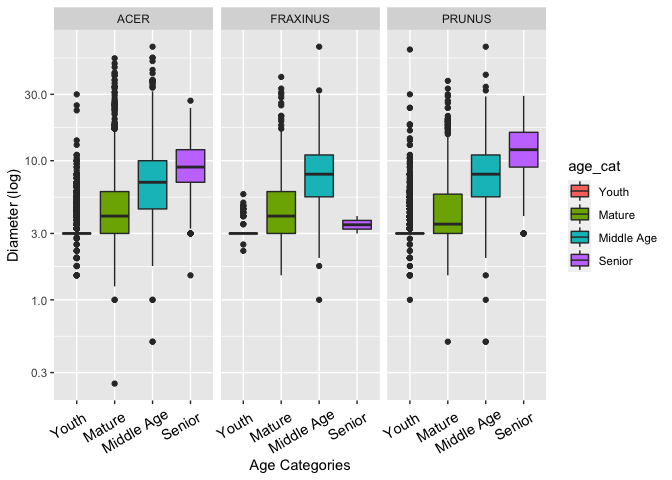 ACER FRAXINUS PRUNUS
Diameter (log)
30.0
10.0
3.0
1.0
0.3
Youth Mature Middle Age Senior Youth Mature Middle Age Senior Youth Mature Middle Age Senior
Age Categories
age_cat
Youth
Mature
Middle Age
Senior